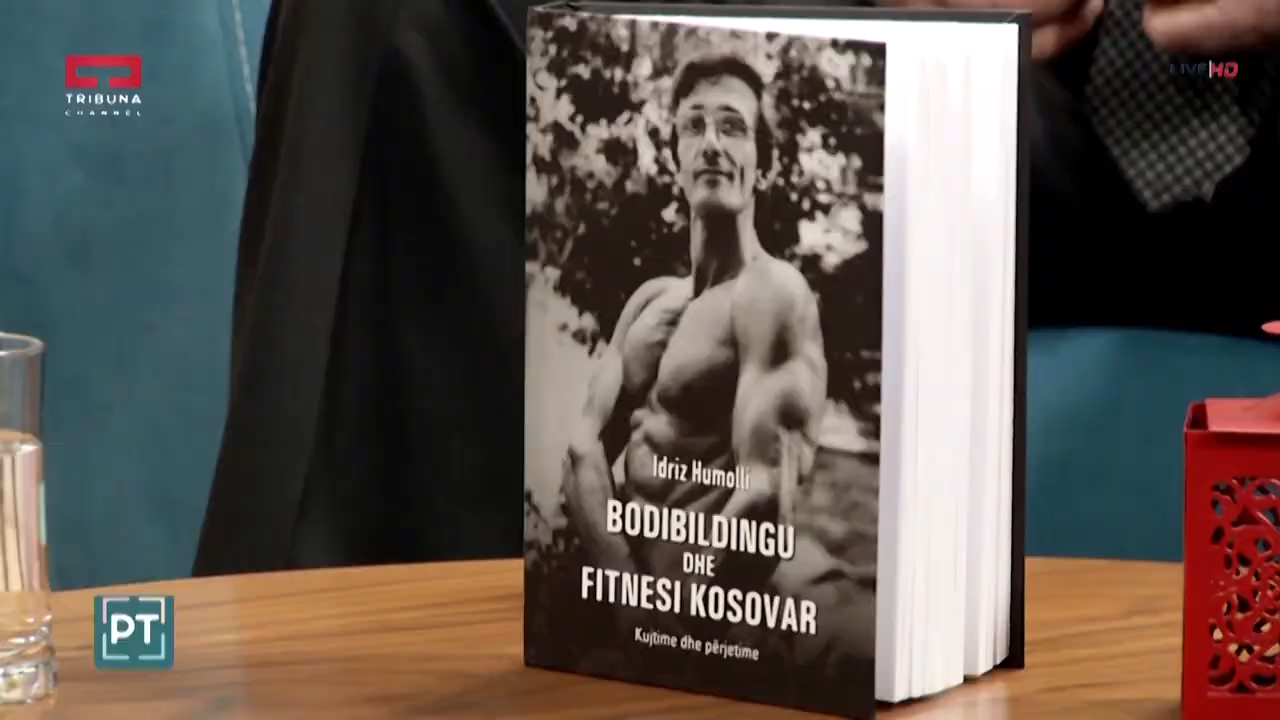 TRIBUNA
CHANNEL
LIVE|HD
Idriz Humolli
BODIBILDINGU
DHE
FITNESI KOSOVAR
Kujtime dhe përjetime
PT